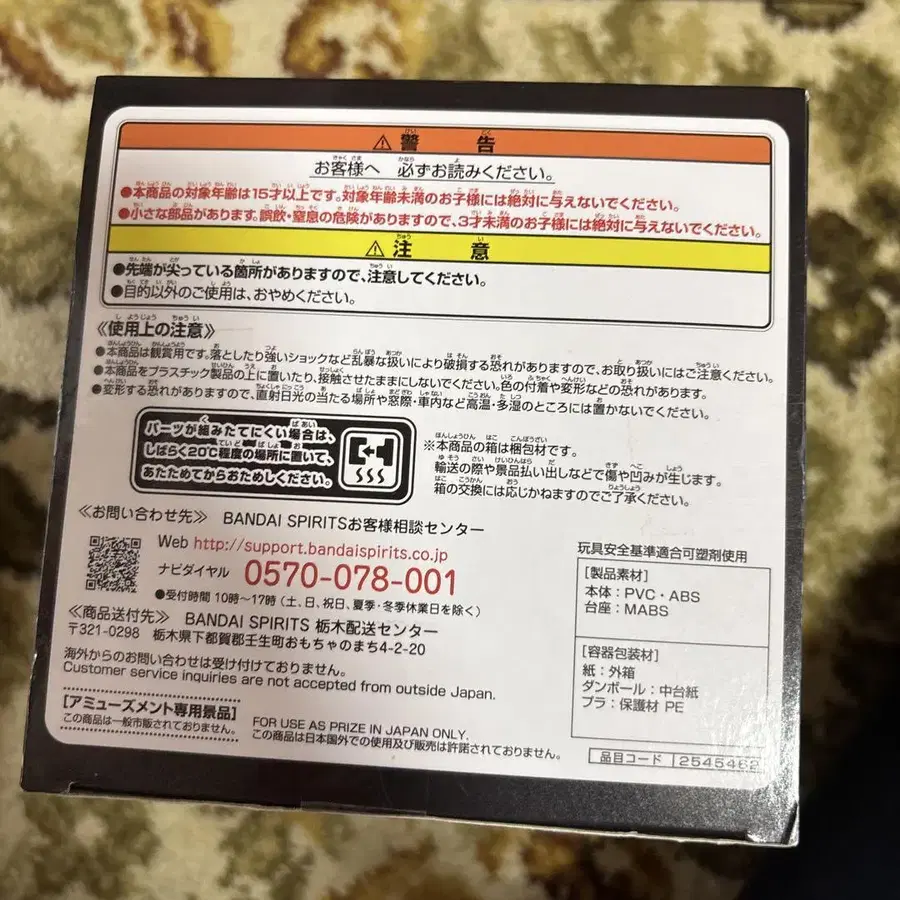 ⚠警告
お客様へ 必ずお読みください。
●本商品の対象年齢は15才以上です。対象年齢未満のお子様には絶対に与えないでください。
●小さな部品があります。誤飲・窒息の危険がありますので、3才未満のお子様には絶対に与えないでください。
⚠注意
●先端が尖っている箇所がありますので、注意してください。
●目的以外のご使用は、おやめください。
《使用上の注意》
●本商品は観賞用です。落としたり強いショックなど乱暴な扱いにより破損する恐れがありますので、お取り扱いにはご注意ください。
●本商品をプラスチック製品の上に置いたり、接触させたままにしないでください。色の付着や変形などの恐れがあります。
●変形する恐れがありますので、直射日光の当たる場所や窓際・車内など高温・多湿のところには置かないでください。
パーツが組みたてにくい場合は、
しばらく20℃程度の場所に置いて、
あたためてからおためしください。
※本商品の箱は梱包材です。
輸送の際や景品払い出しなどで傷や凹みが生じます。
箱の交換には応じかねますのでご了承ください。
《お問い合わせ先》 BANDAI SPIRITSお客様相談センター
Web http://support.bandaispirits.co.jp
ナビダイヤル 0570-078-001
●受付時間 10時〜17時(土、日、祝日、夏季・冬季休業日を除く)
《商品送付先》 BANDAI SPIRITS 栃木配送センター
〒321-0298 栃木県下都賀郡壬生町おもちゃのまち4-2-20
海外からのお問い合わせは受け付けておりません。
Customer service inquiries are not accepted from outside Japan.
[アミューズメント専用景品]
この商品は一般市販されておりません。
FOR USE AS PRIZE IN JAPAN ONLY.
この商品は日本国外での使用及び販売は許諾されておりません。
玩具安全基準適合可塑剤使用
[製品素材]
本体:PVC・ABS
台座:MABS
[容器包装材]
紙:外箱
ダンボール:中台紙
プラ:保護材 PE
品目コード 2545462